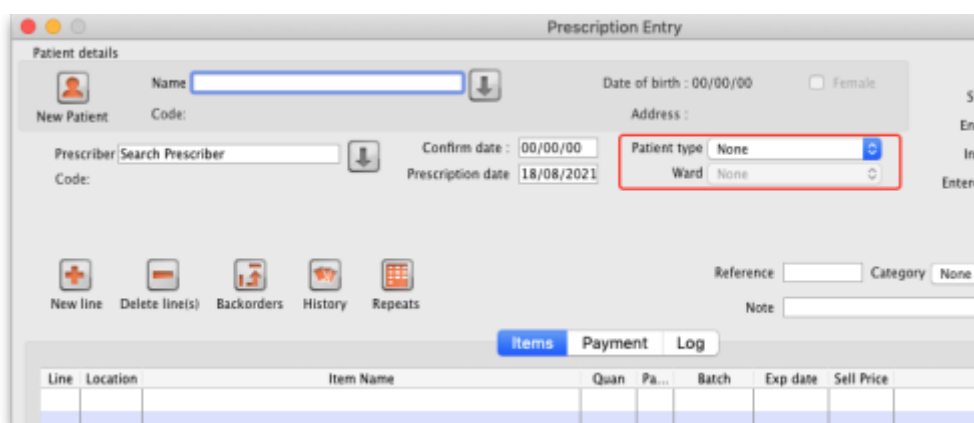 Prescription Entry
Patient details
Name
Date of birth : 00/00/00
Female
New Patient
Code:
Address :
Prescriber Search Prescriber
Confirm date : 00/00/00
Patient type None
Code:
Prescription date 18/08/2021
Ward None
Reference
Category None
New line
Delete line(s)
Backorders
History
Repeats
Note
Items
Payment
Log
Line
Location
Item Name
Quan
Pa...
Batch
Exp date
Sell Price